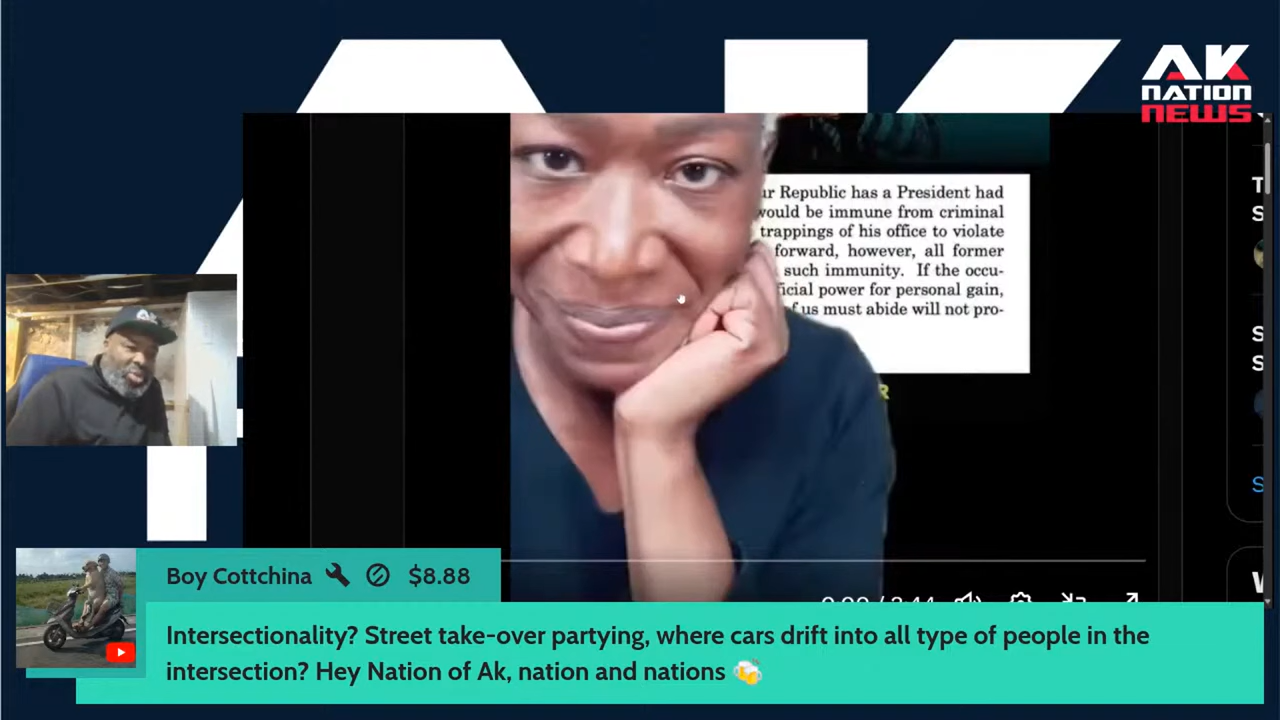 AK
NATION
NEWS
ur Republic has a President had
would be immune from criminal
trappings of his office to violate
forward, however, all former
such immunity. If the occu-
ficial power for personal gain,
of us must abide will not pro-
R
T
S
S
S
S
W
Boy Cottchina $8.88
Intersectionality? Street take-over partying, where cars drift into all type of people in the
intersection? Hey Nation of Ak, nation and nations 🍻